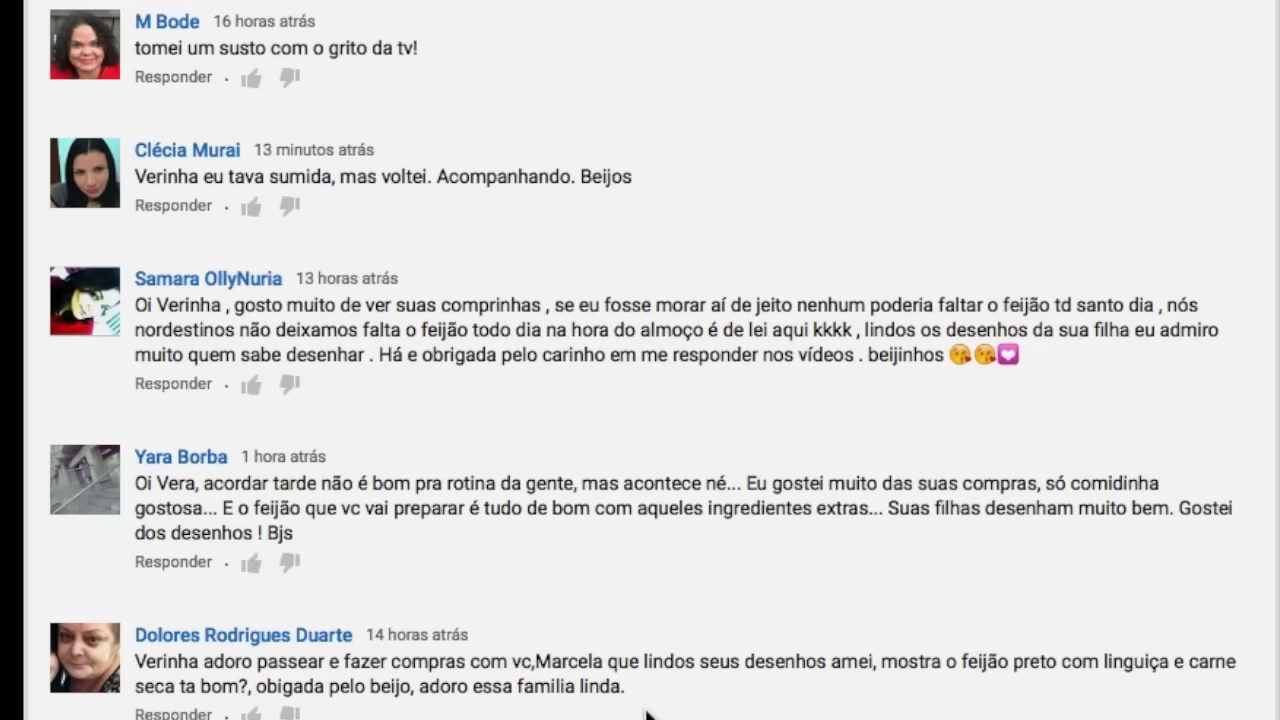 M Bode 16 horas atrás
tomei um susto com o grito da tv!
Responder .
Clécia Murai 13 minutos atrás
Verinha eu tava sumida, mas voltei. Acompanhando. Beijos
Responder .
Samara OllyNuria 13 horas atrás
Oi Verinha , gosto muito de ver suas comprinhas , se eu fosse morar aí de jeito nenhum poderia faltar o feijão td santo dia , nós
nordestinos não deixamos falta o feijão todo dia na hora do almoço é de lei aqui kkkk , lindos os desenhos da sua filha eu admiro
muito quem sabe desenhar . Há e obrigada pelo carinho em me responder nos vídeos . beijinhos 😘😘💟
Responder .
Yara Borba 1 hora atrás
Oi Vera, acordar tarde não é bom pra rotina da gente, mas acontece né... Eu gostei muito das suas compras, só comidinha
gostosa... E o feijão que vc vai preparar é tudo de bom com aqueles ingredientes extras... Suas filhas desenham muito bem. Gostei
dos desenhos ! Bjs
Responder .
Dolores Rodrigues Duarte 14 horas atrás
Verinha adoro passear e fazer compras com vc,Marcela que lindos seus desenhos amei, mostra o feijão preto com linguiça e carne
seca ta bom?, obigada pelo beijo, adoro essa familia linda.
Responder .